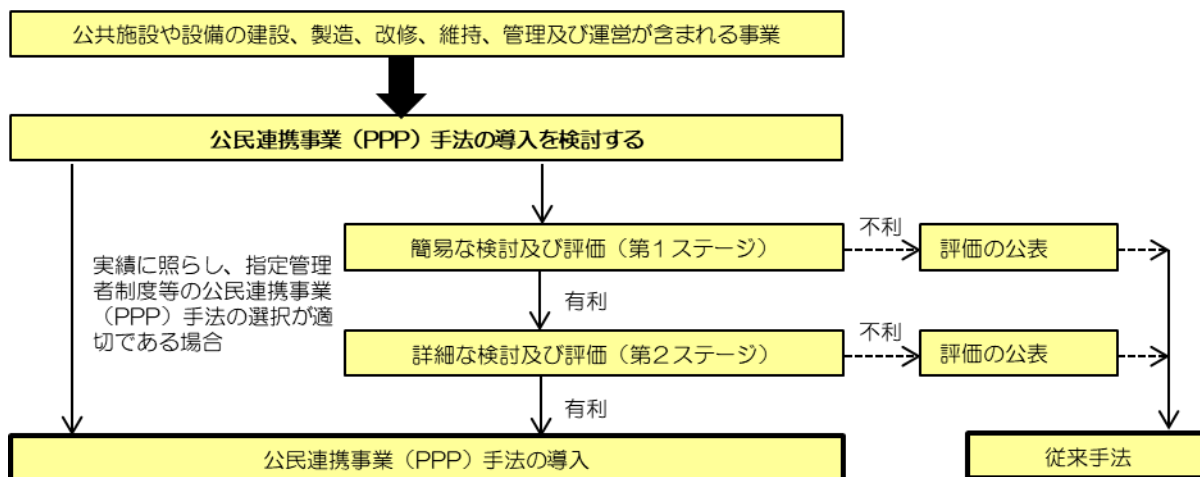 公共施設や設備の建設、製造、改修、維持、管理及び運営が含まれる事業
公民連携事業（PPP）手法の導入を検討する
不利
簡易な検討及び評価（第１ステージ）
評価の公表
実績に照らし、指定管理
者制度等の公民連携事業
（PPP）手法の選択が適
切である場合
有利
不利
詳細な検討及び評価（第２ステージ）
評価の公表
有利
公民連携事業（PPP）手法の導入
従来手法